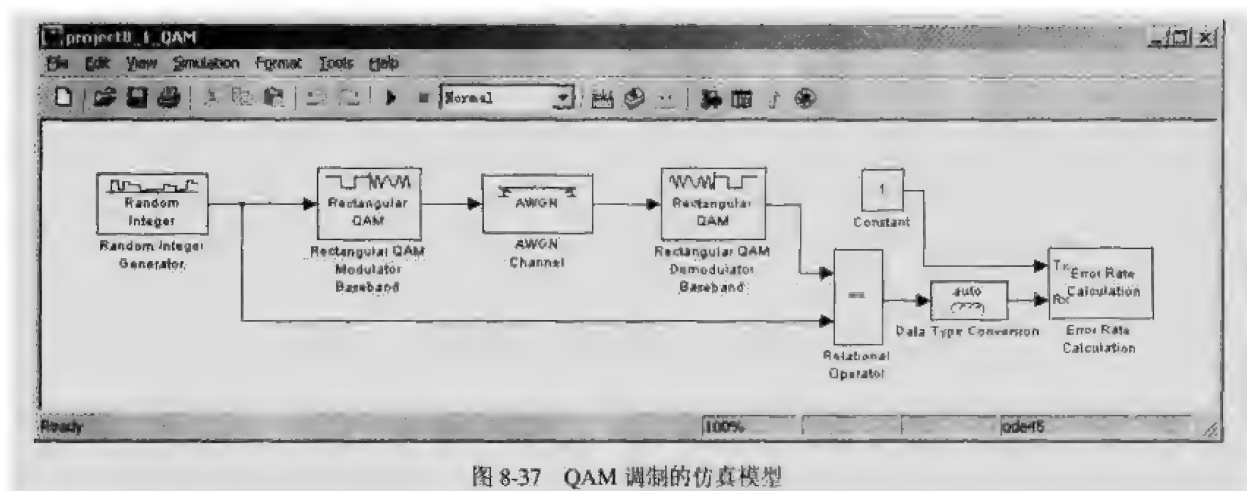 project8_1_QAM
File Edit View Simulation Format Tools Help
Normal
Random
Integer
Random Integer
Generator
Rectangular
QAM
Rectangular QAM
Modulator
Baseband
AWGN
AWGN
Channel
Rectangular
QAM
Rectangular QAM
Demodulator
Baseband
1
Constant
==
Relational
Operator
auto
(???)
Data Type Conversion
Tx
Rx
Error Rate
Calculation
Error Rate
Calculation
Ready
100%
ode45
图 8-37 QAM 调制的仿真模型